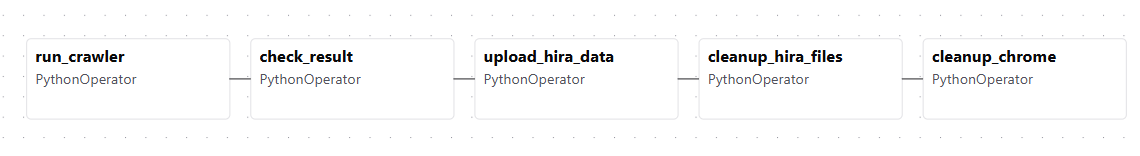 run_crawler
PythonOperator
check_result
PythonOperator
upload_hira_data
PythonOperator
cleanup_hira_files
PythonOperator
cleanup_chrome
PythonOperator